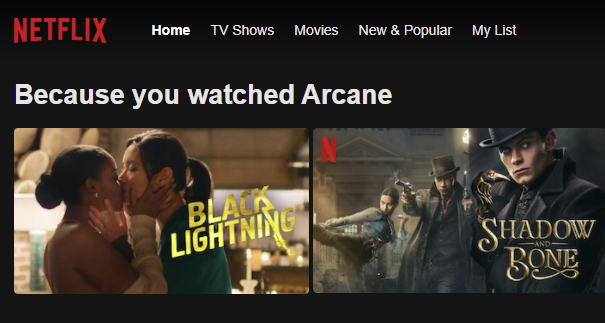 NETFLIX Home TV Shows Movies New & Popular My List
Because you watched Arcane
BLACK
LIGHTNING
N
SHADOW
AND
BONE